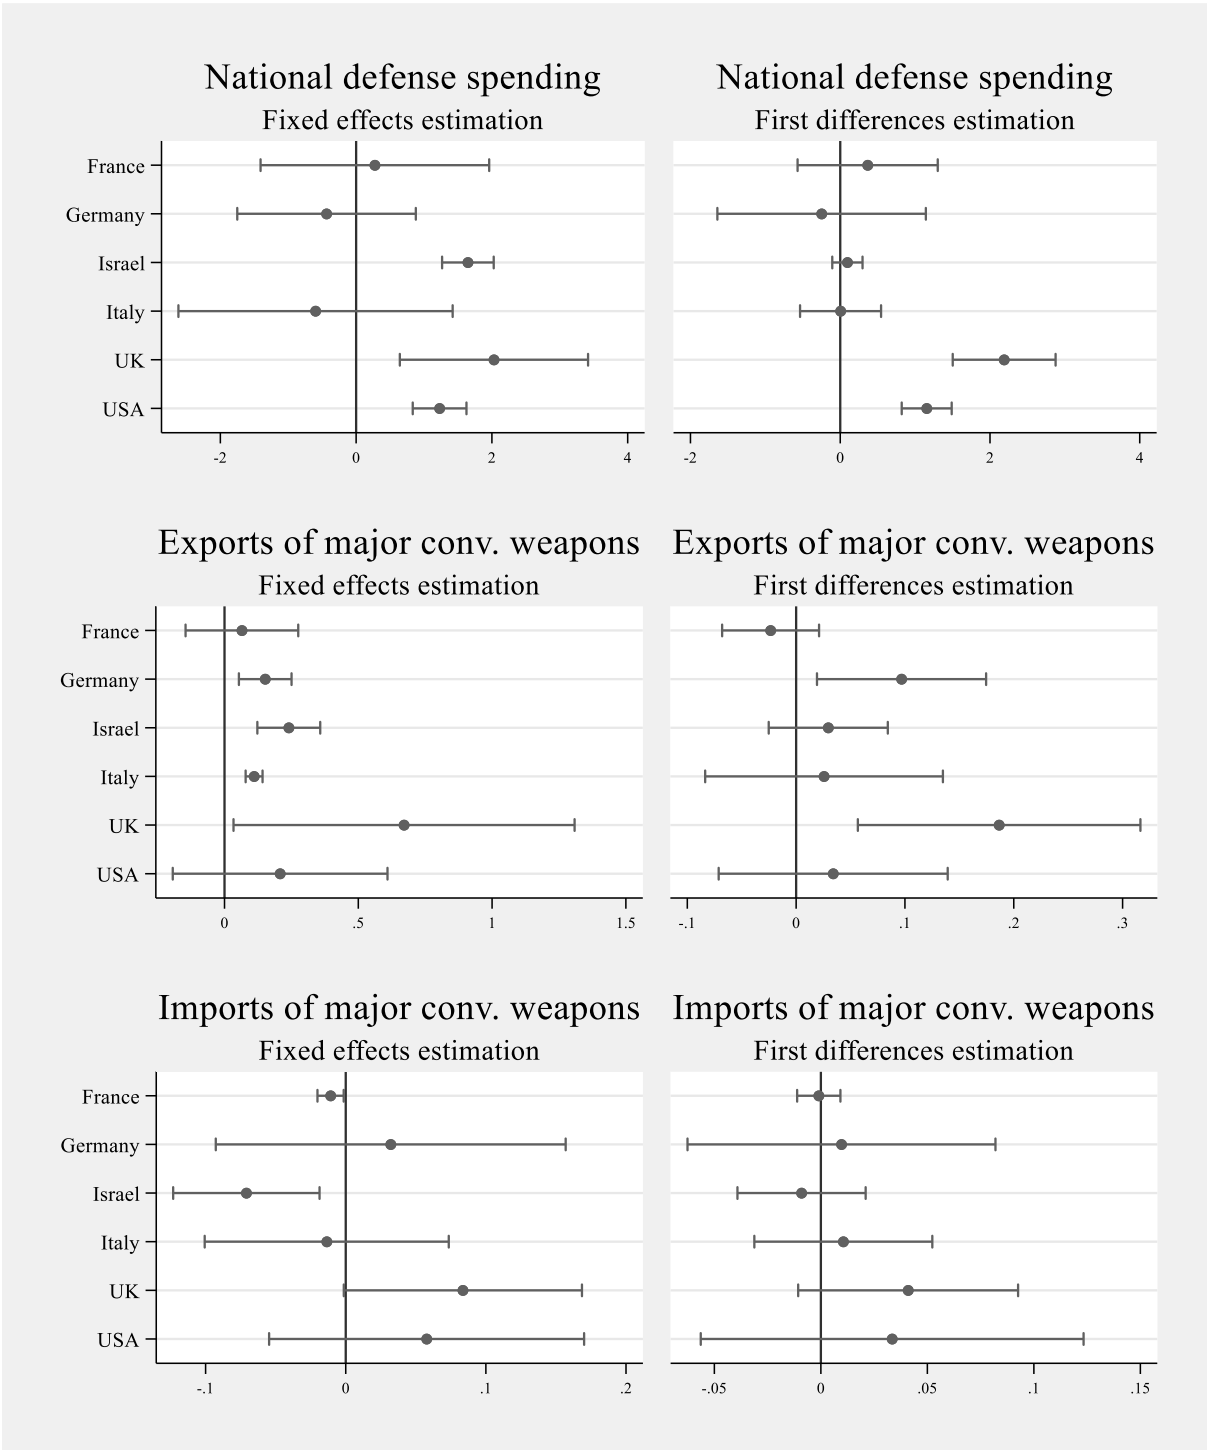 National defense spending
Fixed effects estimation
France
Germany
Israel
Italy
UK
USA
-2 0 2 4
National defense spending
First differences estimation
-2 0 2 4
Exports of major conv. weapons
Fixed effects estimation
France
Germany
Israel
Italy
UK
USA
0 .5 1 1.5
Exports of major conv. weapons
First differences estimation
-.1 0 .1 .2 .3
Imports of major conv. weapons
Fixed effects estimation
France
Germany
Israel
Italy
UK
USA
-.1 0 .1 .2
Imports of major conv. weapons
First differences estimation
-.05 0 .05 .1 .15